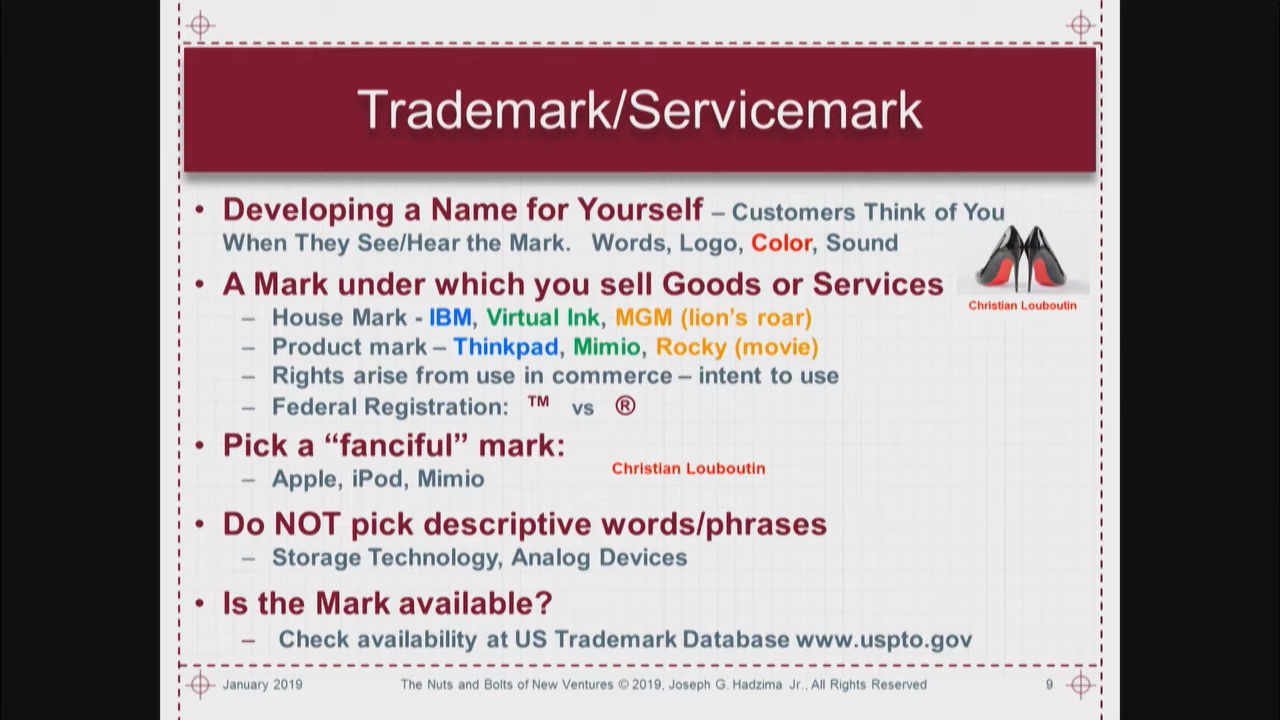 Trademark/Servicemark
• Developing a Name for Yourself – Customers Think of You
When They See/Hear the Mark. Words, Logo, Color, Sound
• A Mark under which you sell Goods or Services
Christian Louboutin
– House Mark - IBM, Virtual Ink, MGM (lion's roar)
– Product mark – Thinkpad, Mimio, Rocky (movie)
– Rights arise from use in commerce – intent to use
– Federal Registration: ™ vs ®
• Pick a “fanciful” mark:
Christian Louboutin
– Apple, iPod, Mimio
• Do NOT pick descriptive words/phrases
– Storage Technology, Analog Devices
• Is the Mark available?
– Check availability at US Trademark Database www.uspto.gov
January 2019 The Nuts and Bolts of New Ventures © 2019, Joseph G. Hadzima Jr., All Rights Reserved 9